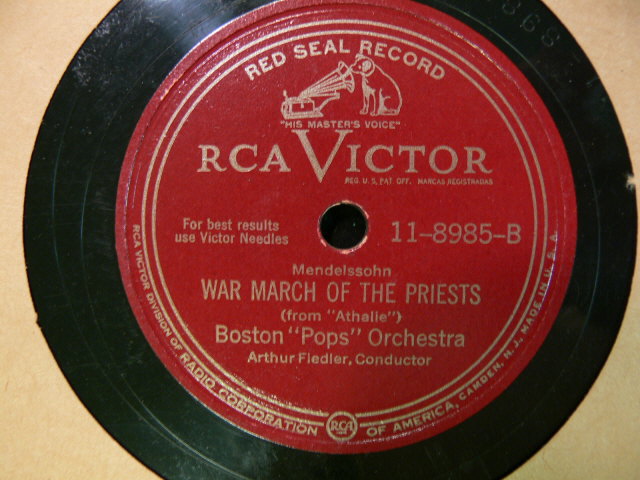 RED SEAL RECORD
"HIS MASTER'S VOICE"
RCA VICTOR
REG. U. S. PAT. OFF. MARCAS REGISTRADAS
For best results
use Victor Needles
11-8985-B
Mendelssohn
WAR MARCH OF THE PRIESTS
(from "Athalie")
Boston "Pops" Orchestra
Arthur Fiedler, Conductor
RCA VICTOR DIVISION OF RADIO CORPORATION OF AMERICA, CAMDEN, N. J., MADE IN U. S. A.
RCA